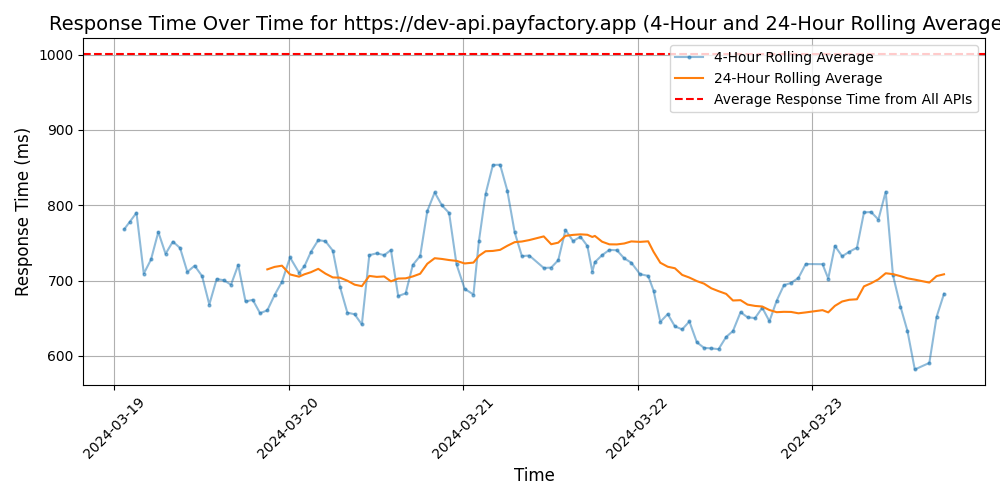 Response Time Over Time for https://dev-api.payfactory.app (4-Hour and 24-Hour Rolling Average
4-Hour Rolling Average
24-Hour Rolling Average
Average Response Time from All APIs
Response Time (ms)
1000
900
800
700
600
2024-03-19
2024-03-20
2024-03-21
2024-03-22
2024-03-23
Time